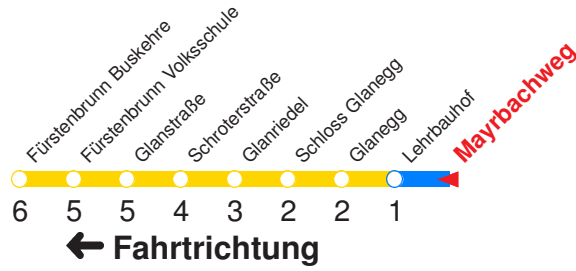 Fürstenbrunn Buskehre
Fürstenbrunn Volksschule
Glanstraße
Schroterstraße
Glanriedel
Schloss Glanegg
Glanegg
Lehrbauhof
Mayrbachweg
6 5 5 4 3 2 2 1
Fahrtrichtung